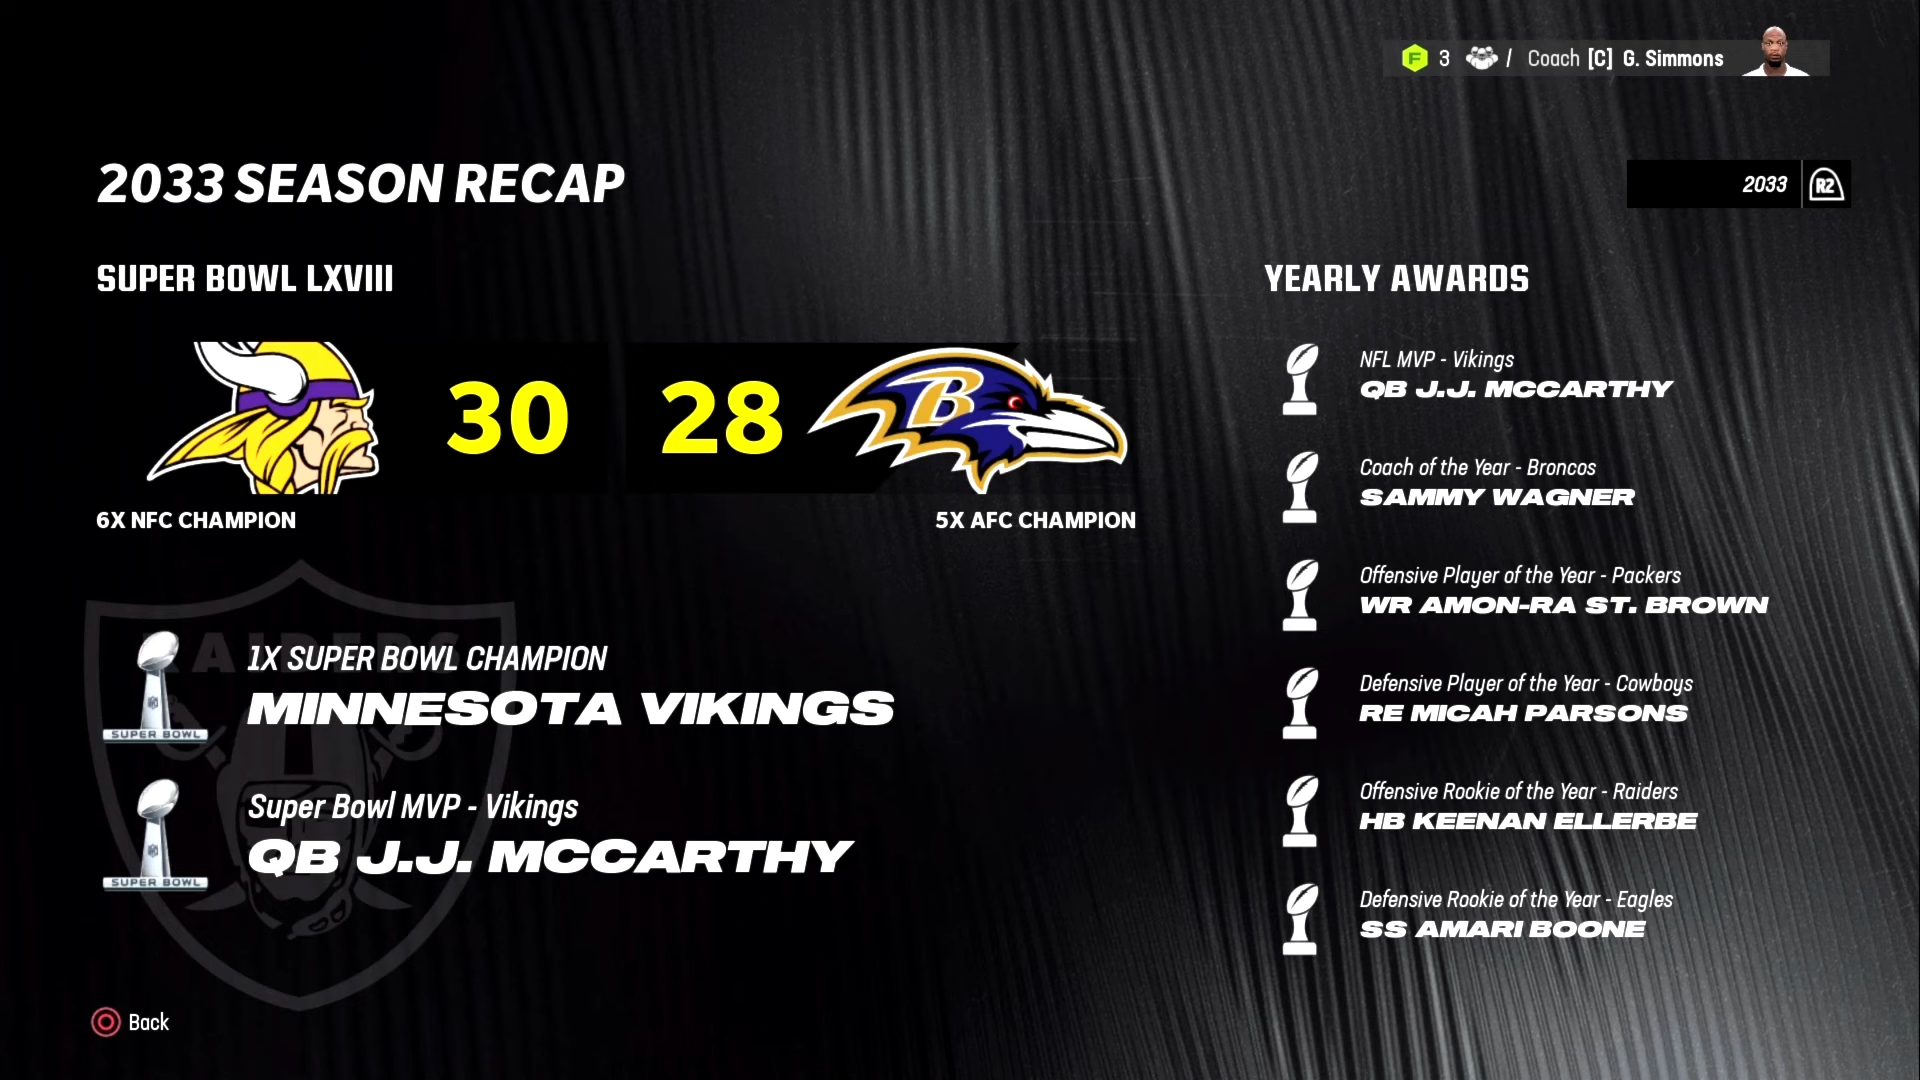 F 3 / Coach [C] G. Simmons
2033 SEASON RECAP
2033 R2
SUPER BOWL LXVIII
30 28 B
6X NFC CHAMPION
5X AFC CHAMPION
RAIDERS
1X SUPER BOWL CHAMPION
MINNESOTA VIKINGS
SUPER BOWL
Super Bowl MVP - Vikings
QB J.J. MCCARTHY
SUPER BOWL
YEARLY AWARDS
NFL MVP - Vikings
QB J.J. MCCARTHY
Coach of the Year - Broncos
SAMMY WAGNER
Offensive Player of the Year - Packers
WR AMON-RA ST. BROWN
Defensive Player of the Year - Cowboys
RE MICAH PARSONS
Offensive Rookie of the Year - Raiders
HB KEENAN ELLERBE
Defensive Rookie of the Year - Eagles
SS AMARI BOONE
Back